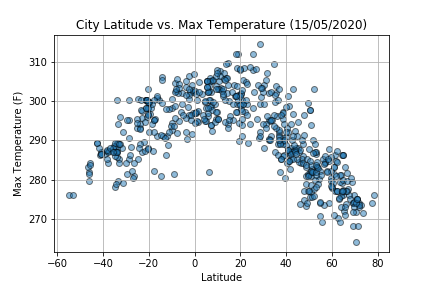 City Latitude vs. Max Temperature (15/05/2020)
Max Temperature (F)
310
300
290
280
270
−60 −40 −20 0 20 40 60 80
Latitude